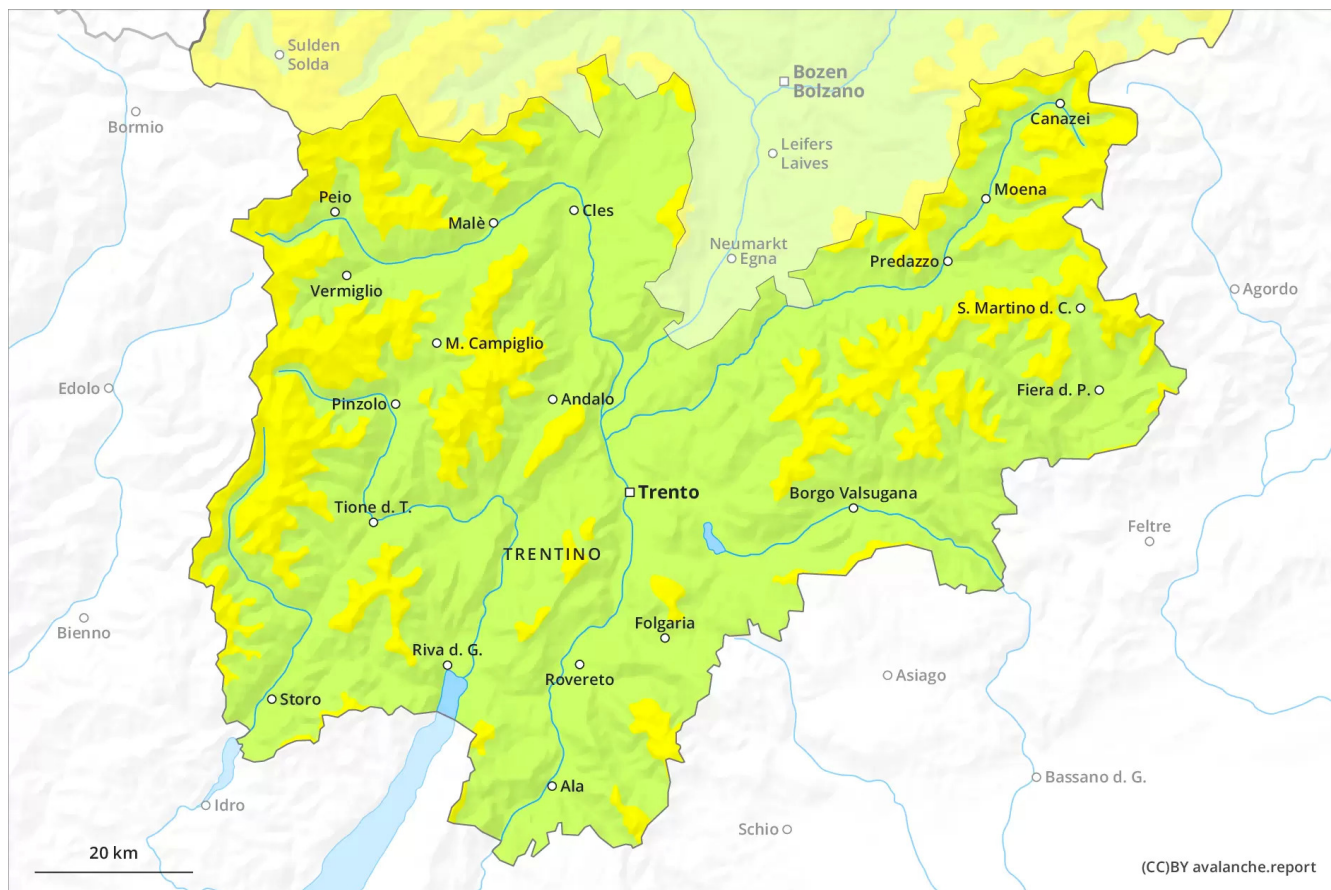 Sulden
Solda
Bozen
Bolzano
Bormio
Canazei
Leifers
Laives
Moena
Peio
Malè
Cles
Neumarkt
Egna
Predazzo
Vermiglio
Agordo
S. Martino d. C.
M. Campiglio
Edolo
Fiera d. P.
Pinzolo
Andalo
Trento
Borgo Valsugana
Tione d. T.
Feltre
TRENTINO
Bienno
Folgaria
Riva d. G.
Rovereto
Asiago
Storo
Bassano d. G.
Ala
Idro
Schio
20 km
(CC)BY avalanche.report